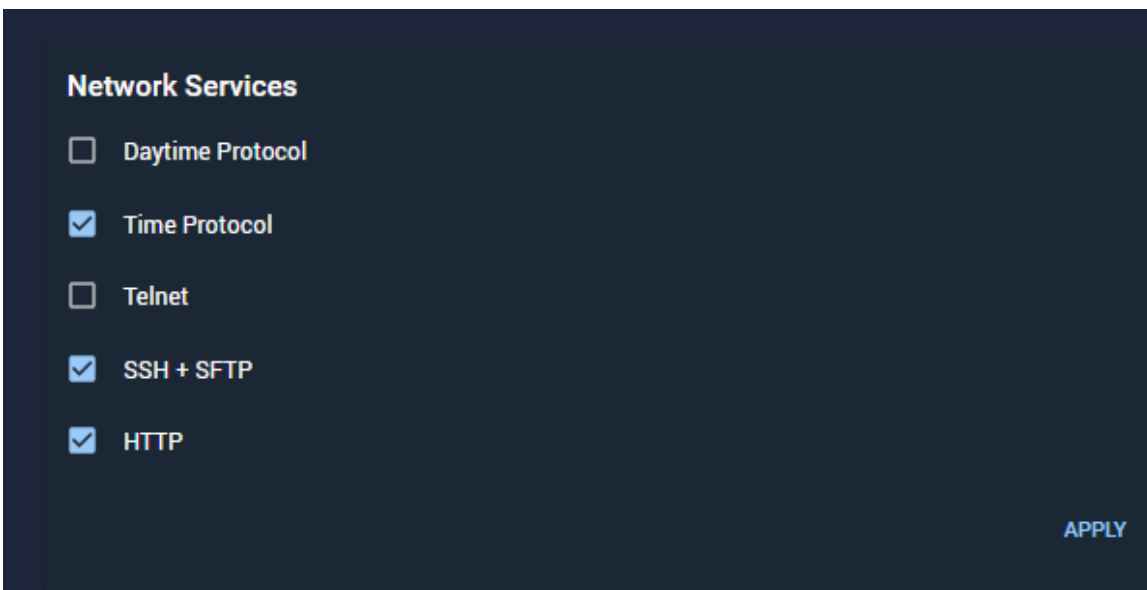 Network Services
Daytime Protocol
Time Protocol
Telnet
SSH + SFTP
HTTP
APPLY